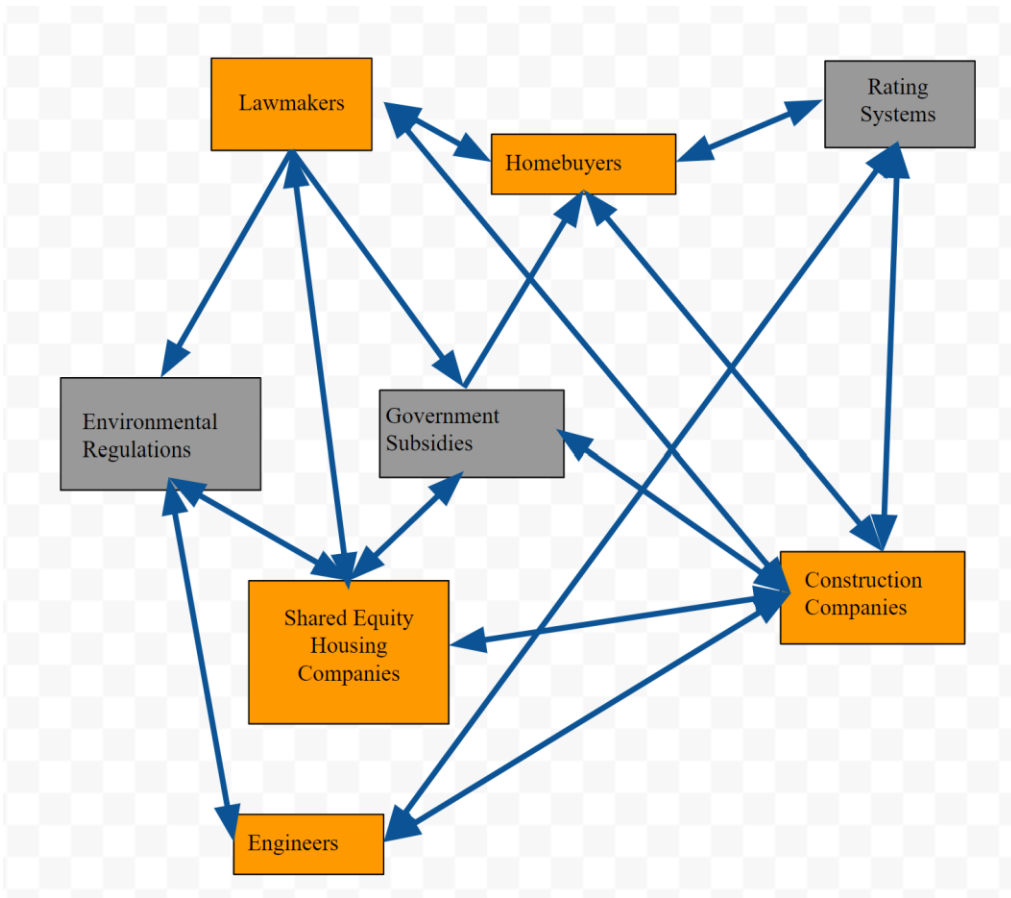 Lawmakers
Rating
Systems
Homebuyers
Environmental
Regulations
Government
Subsidies
Shared Equity
Housing
Companies
Construction
Companies
Engineers